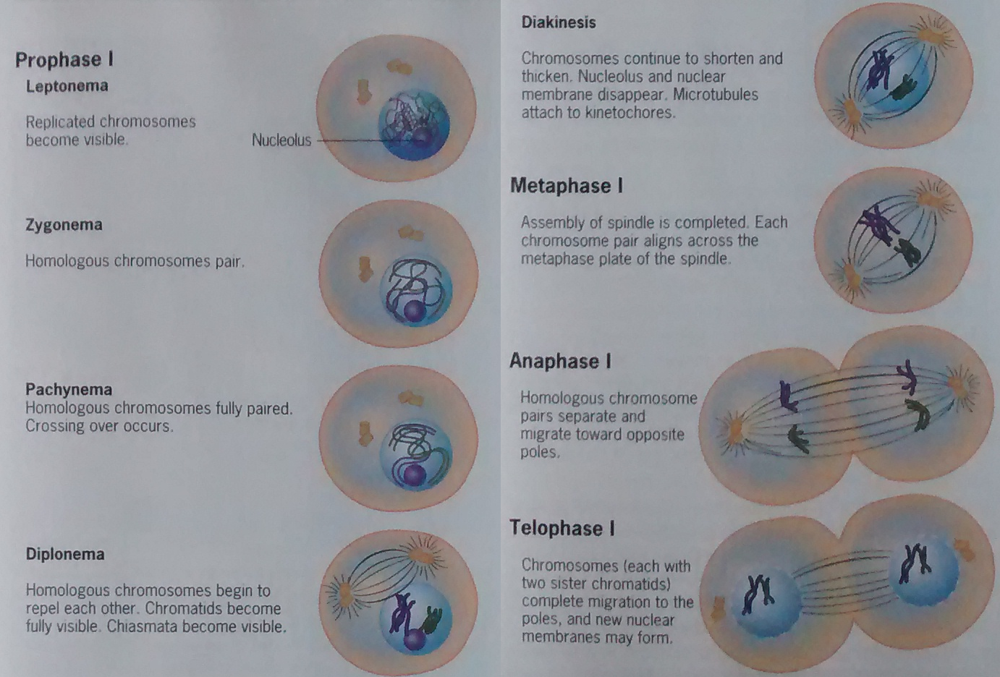 Prophase I
Leptonema
Replicated chromosomes
become visible.
Nucleolus
Zygonema
Homologous chromosomes pair.
Pachynema
Homologous chromosomes fully paired.
Crossing over occurs.
Diplonema
Homologous chromosomes begin to
repel each other. Chromatids become
fully visible. Chiasmata become visible.
Diakinesis
Chromosomes continue to shorten and
thicken. Nucleolus and nuclear
membrane disappear. Microtubules
attach to kinetochores.
Metaphase I
Assembly of spindle is completed. Each
chromosome pair aligns across the
metaphase plate of the spindle.
Anaphase I
Homologous chromosome
pairs separate and
migrate toward opposite
poles.
Telophase I
Chromosomes (each with
two sister chromatids)
complete migration to the
poles, and new nuclear
membranes may form.